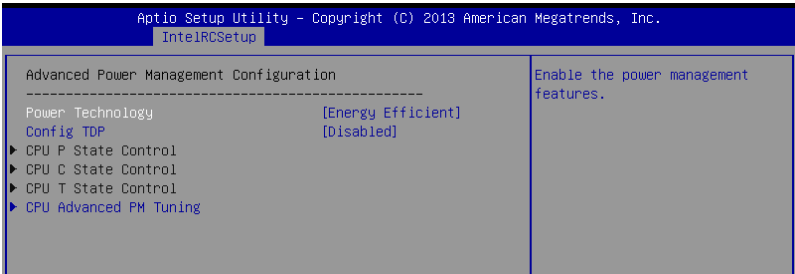 Aptio Setup Utility – Copyright (C) 2013 American Megatrends, Inc.
IntelRCSetup
Advanced Power Management Configuration
--------------------------------------------------
Power Technology [Energy Efficient]
Config TDP [Disabled]
CPU P State Control
CPU C State Control
CPU T State Control
CPU Advanced PM Tuning
Enable the power management
features.